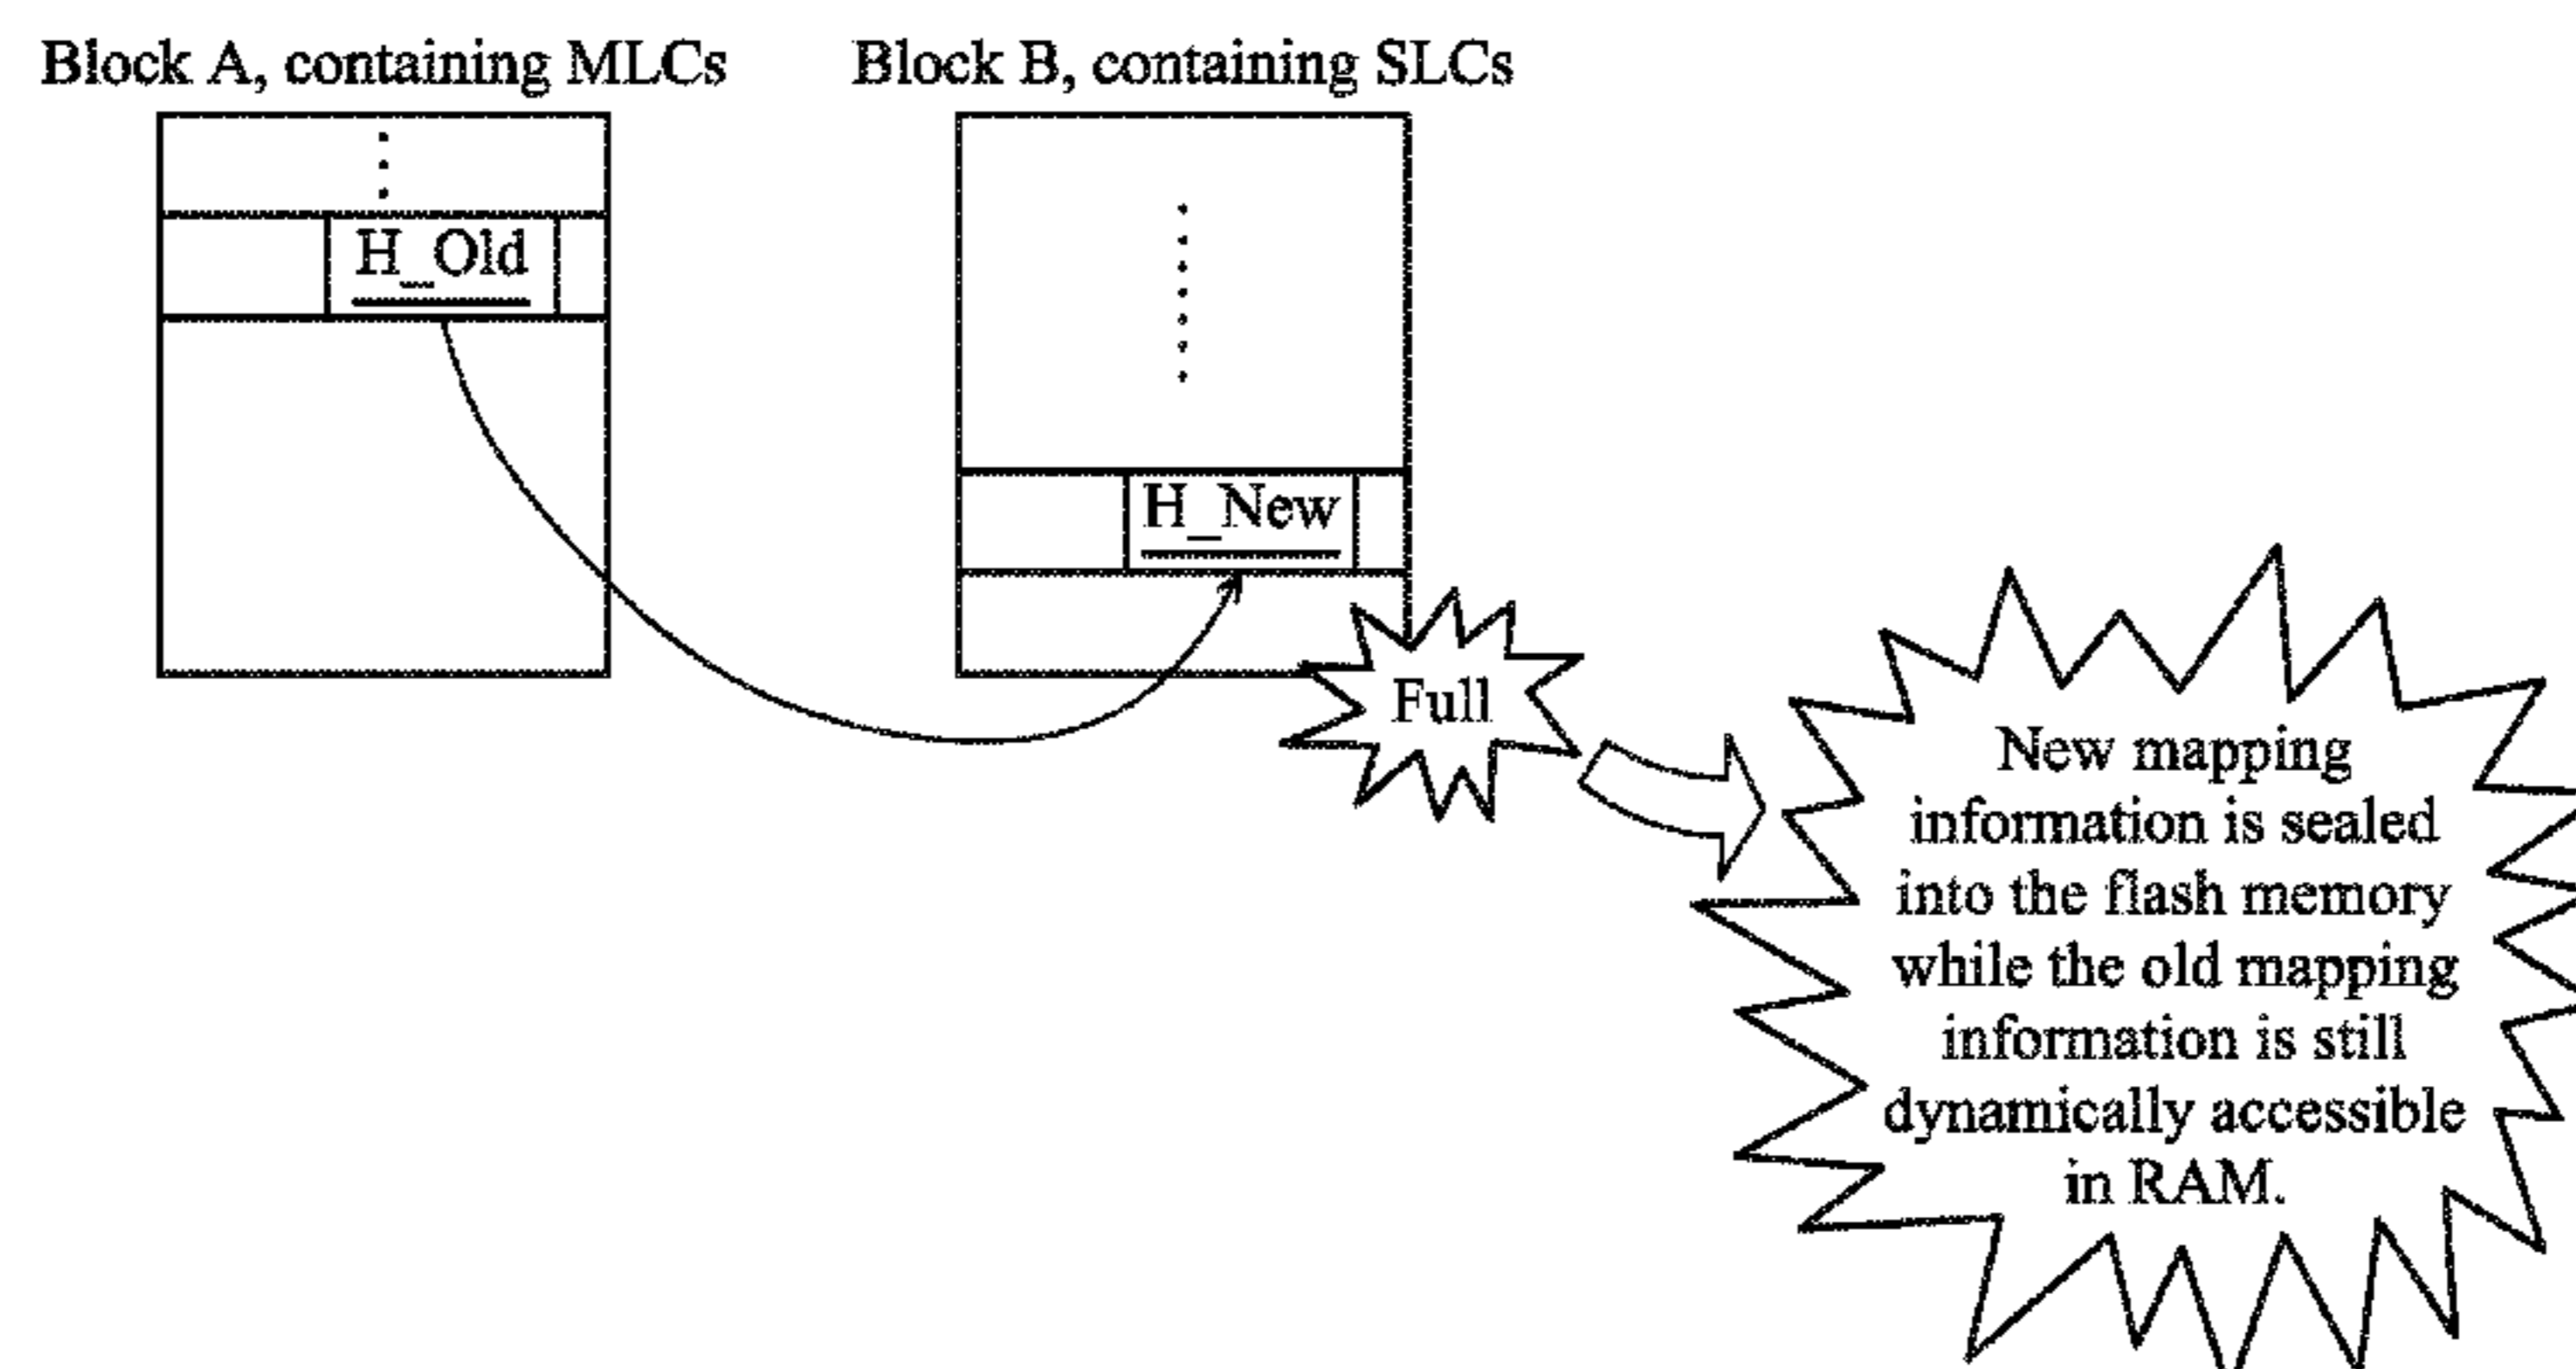 Block A, containing MLCs
Block B, containing SLCs
H_Old
H_New
Full
New mapping
information is sealed
into the flash memory
while the old mapping
information is still
dynamically accessible
in RAM.